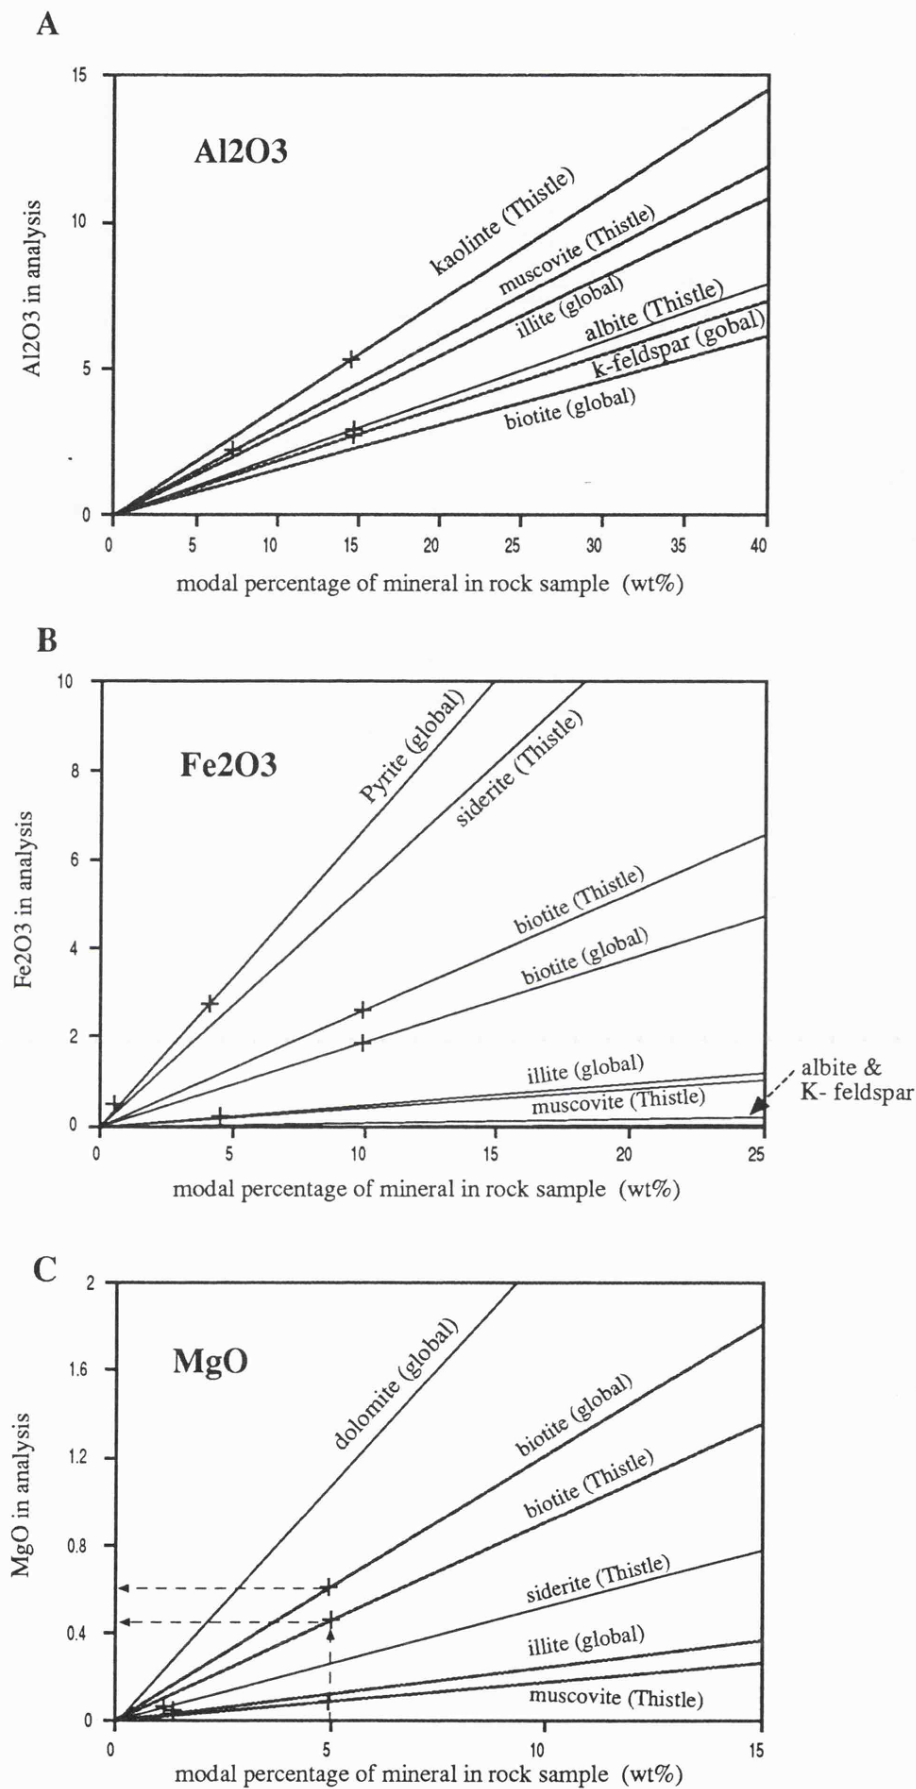 A
15
Al2O3
kaolinte (Thistle)
10
muscovite (Thistle)
illite (global)
albite (Thistle)
k-feldspar (gobal)
5
biotite (global)
0
Al2O3 in analysis
0 5 10 15 20 25 30 35 40
modal percentage of mineral in rock sample (wt%)
B
10
Pyrite (global)
siderite (Thistle)
Fe2O3
8
6
biotite (Thistle)
biotite (global)
4
2
illite (global)
muscovite (Thistle)
albite &
K- feldspar
0
Fe2O3 in analysis
0 5 10 15 20 25
modal percentage of mineral in rock sample (wt%)
C
2
MgO
dolomite (global)
1.6
biotite (global)
1.2
biotite (Thistle)
0.8
siderite (Thistle)
0.4
illite (global)
muscovite (Thistle)
0
MgO in analysis
0 5 10 15
modal percentage of mineral in rock sample (wt%)